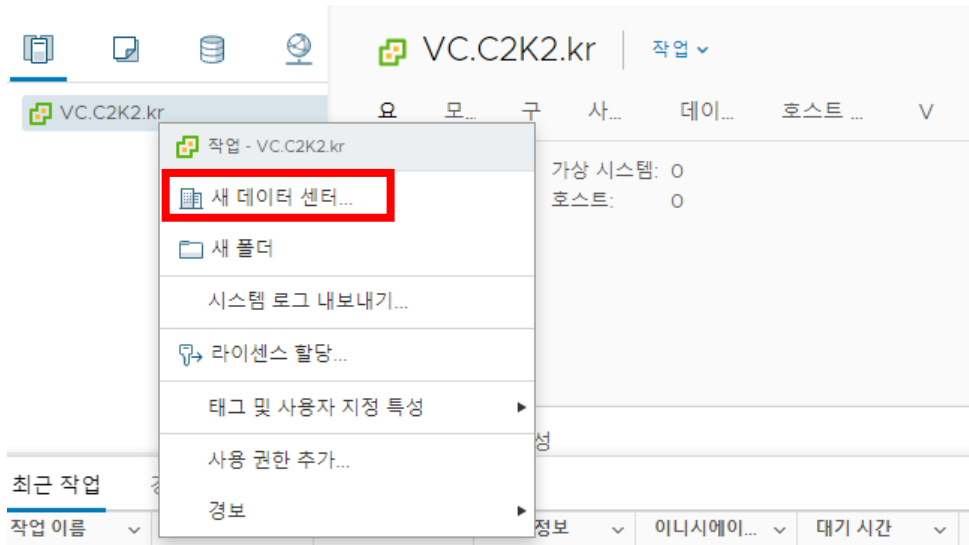 VC.C2K2.kr
작업
VC.C2K2.kr
요 모... 구 사... 데이... 호스트 ... V
작업 - VC.C2K2.kr
가상 시스템: 0
호스트: 0
새 데이터 센터...
새 폴더
시스템 로그 내보내기...
라이센스 할당...
태그 및 사용자 지정 특성
성
사용 권한 추가...
최근 작업
경보
작업 이름 정보 이니시에이... 대기 시간